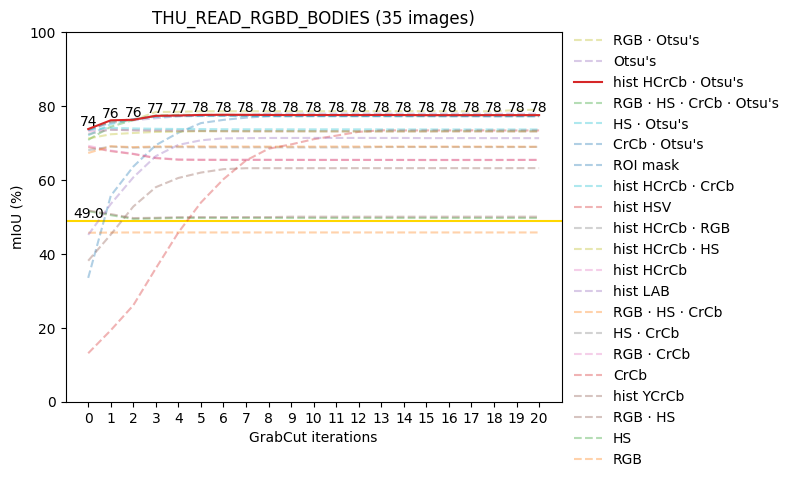 THU_READ_RGBD_BODIES (35 images)
100
80
60
40
20
0
mIoU (%)
74 76 76 77 77 78 78 78 78 78 78 78 78 78 78 78 78 78 78 78 78
49.0
0 1 2 3 4 5 6 7 8 9 10 11 12 13 14 15 16 17 18 19 20
GrabCut iterations
RGB · Otsu's
Otsu's
hist HCrCb · Otsu's
RGB · HS · CrCb · Otsu's
HS · Otsu's
CrCb · Otsu's
ROI mask
hist HCrCb · CrCb
hist HSV
hist HCrCb · RGB
hist HCrCb · HS
hist HCrCb
hist LAB
RGB · HS · CrCb
HS · CrCb
RGB · CrCb
CrCb
hist YCrCb
RGB · HS
HS
RGB